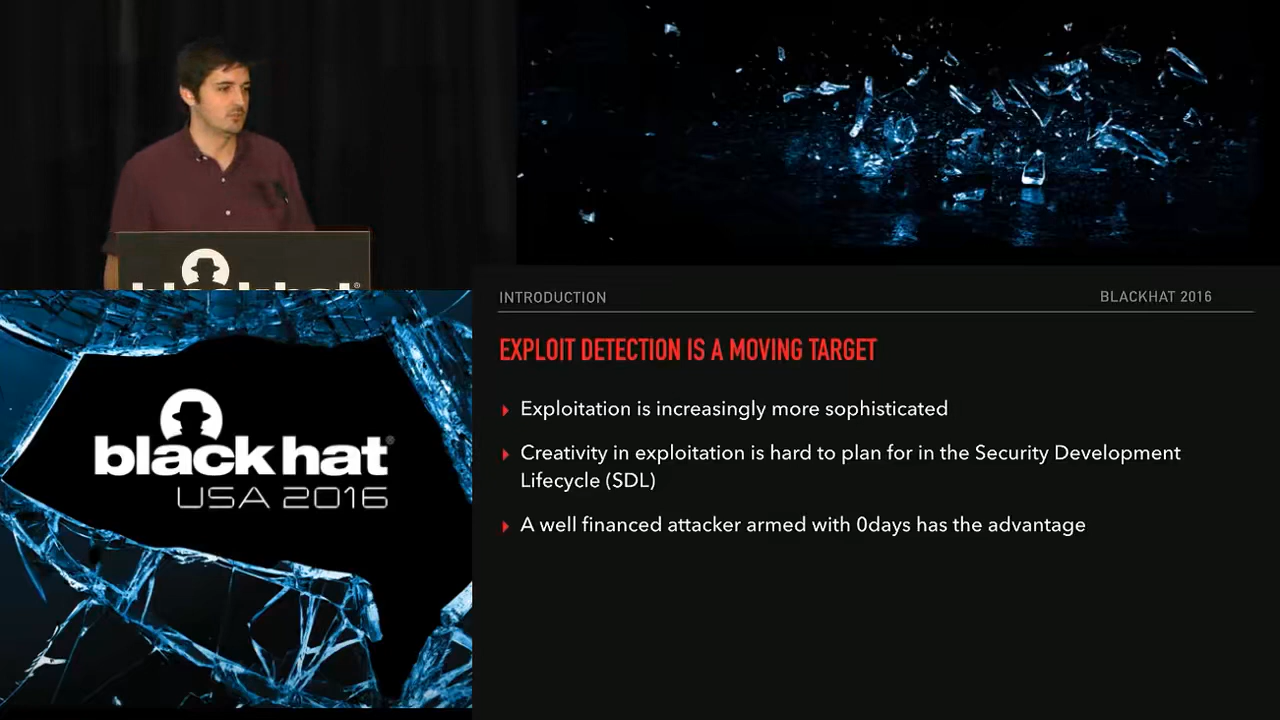 black hat®
black hat®
USA 2016
INTRODUCTION
BLACKHAT 2016
EXPLOIT DETECTION IS A MOVING TARGET
Exploitation is increasingly more sophisticated
Creativity in exploitation is hard to plan for in the Security Development
Lifecycle (SDL)
A well financed attacker armed with 0days has the advantage